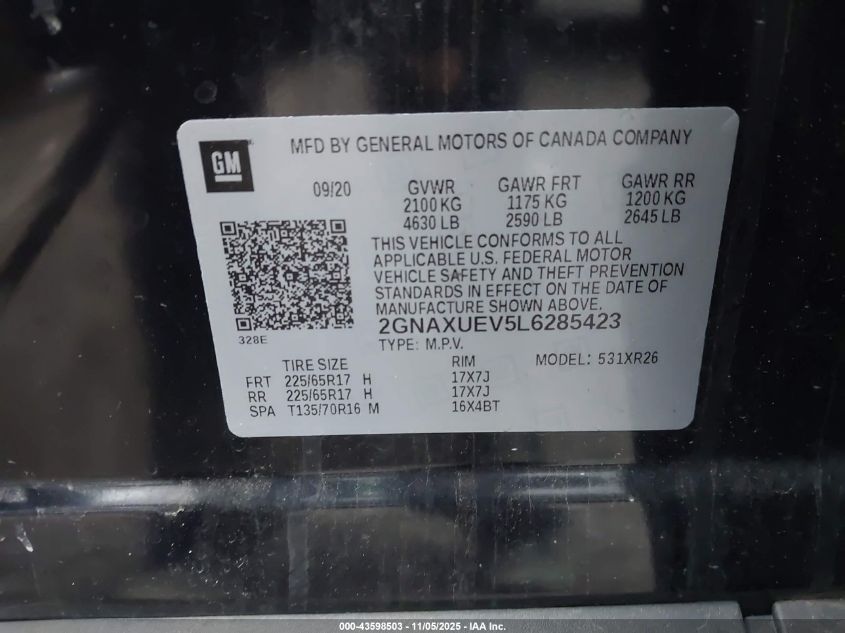 GM
MFD BY GENERAL MOTORS OF CANADA COMPANY
09/20 GVWR GAWR FRT GAWR RR
2100 KG 1175 KG 1200 KG
4630 LB 2590 LB 2645 LB
THIS VEHICLE CONFORMS TO ALL
APPLICABLE U.S. FEDERAL MOTOR
VEHICLE SAFETY AND THEFT PREVENTION
STANDARDS IN EFFECT ON THE DATE OF
MANUFACTURE SHOWN ABOVE.
2GNAXUEV5L6285423
328E
TYPE: M.P.V. MODEL: 531XR26
TIRE SIZE RIM
FRT 225/65R17 H 17X7J
RR 225/65R17 H 17X7J
SPA T135/70R16 M 16X4BT
000-43598503 - 11/05/2025 - IAA Inc.